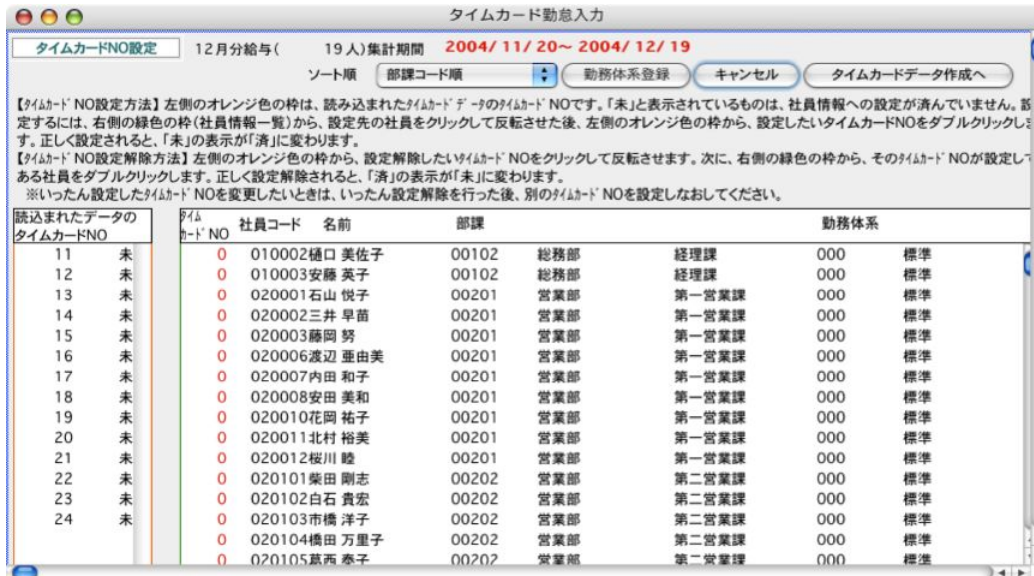 タイムカード勤怠入力
タイムカードNO設定 12月分給与( 19人)集計期間 2004/11/20~ 2004/12/19
ソート順 部課コード順 勤務体系登録 キャンセル タイムカードデータ作成へ
【ﾀｲﾑｶｰﾄﾞNO設定方法】左側のオレンジ色の枠は、読み込まれたﾀｲﾑｶｰﾄﾞﾃﾞｰﾀのﾀｲﾑｶｰﾄﾞNOです。「未」と表示されているものは、社員情報への設定が済んでいません。設
定するには、右側の緑色の枠(社員情報一覧)から、設定先の社員をクリックして反転させた後、左側のオレンジ色の枠から、設定したいタイムカードNOをダブルクリックしま
す。正しく設定されると、「未」の表示が「済」に変わります。
【ﾀｲﾑｶｰﾄﾞNO設定解除方法】左側のオレンジ色の枠から、設定解除したいﾀｲﾑｶｰﾄﾞNOをクリックして反転させます。次に、右側の緑色の枠から、そのﾀｲﾑｶｰﾄﾞNOが設定して
ある社員をダブルクリックします。正しく設定解除されると、「済」の表示が「未」に変わります。
※いったん設定したﾀｲﾑｶｰﾄﾞNOを変更したいときは、いったん設定解除を行った後、別のﾀｲﾑｶｰﾄﾞNOを設定しなおしてください。
読込まれたデータの
タイムカードNO
ﾀｲﾑ
ｶｰﾄﾞNO 社員コード 名前 部課 勤務体系
11 未 0 010002樋口 美佐子 00102 総務部 経理課 000 標準
12 未 0 010003安藤 英子 00102 総務部 経理課 000 標準
13 未 0 020001石山 悦子 00201 営業部 第一営業課 000 標準
14 未 0 020002三井 早苗 00201 営業部 第一営業課 000 標準
15 未 0 020003藤岡 努 00201 営業部 第一営業課 000 標準
16 未 0 020006渡辺 亜由美 00201 営業部 第一営業課 000 標準
17 未 0 020007内田 和子 00201 営業部 第一営業課 000 標準
18 未 0 020008安田 美和 00201 営業部 第一営業課 000 標準
19 未 0 020010花岡 祐子 00201 営業部 第一営業課 000 標準
20 未 0 020011北村 裕美 00201 営業部 第一営業課 000 標準
21 未 0 020012桜川 睦 00201 営業部 第一営業課 000 標準
22 未 0 020101柴田 剛志 00202 営業部 第二営業課 000 標準
23 未 0 020102白石 貴宏 00202 営業部 第二営業課 000 標準
24 未 0 020103市橋 洋子 00202 営業部 第二営業課 000 標準
0 020104橋田 万里子 00202 営業部 第二営業課 000 標準
0 020105葛西 泰子 00202 営業部 第二営業課 000 標準